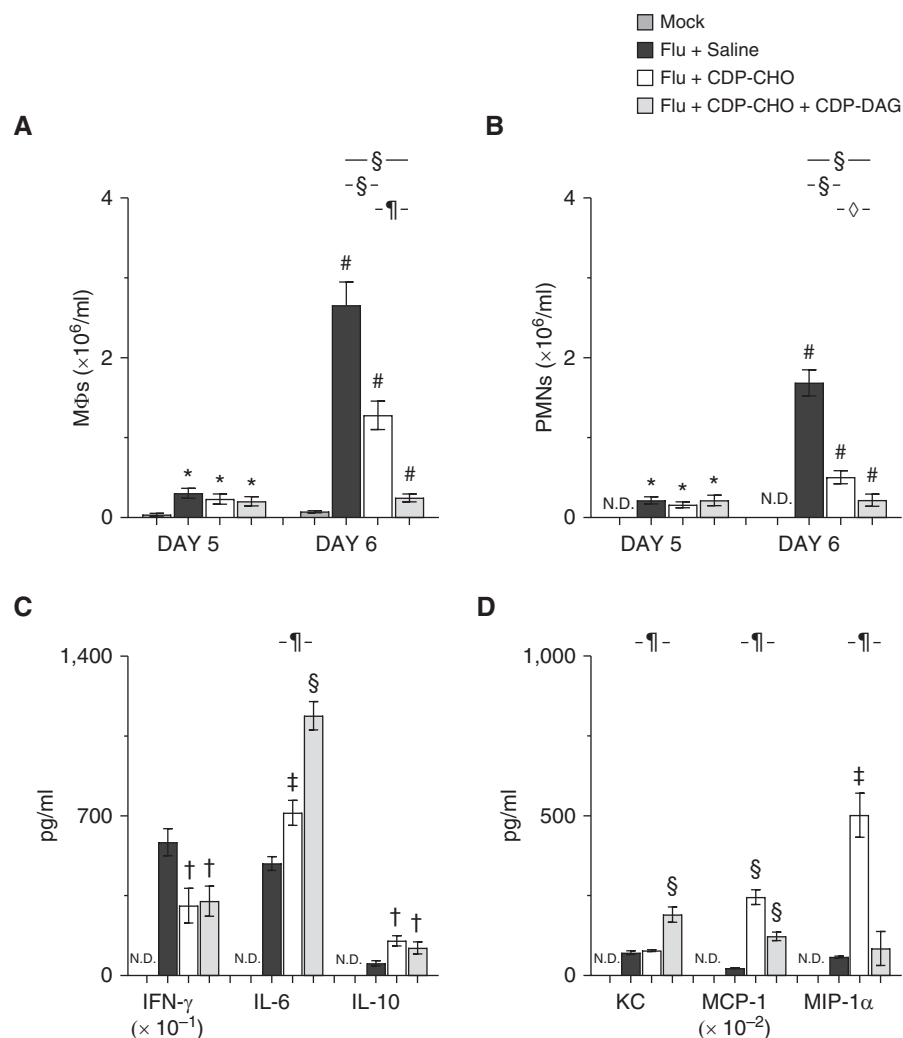 Mock
Flu + Saline
Flu + CDP-CHO
Flu + CDP-CHO + CDP-DAG
A
–§–
–§–
-¶-
4
2
0
MΦs (×10⁶/ml)
#
#
#
* * *
DAY 5 DAY 6
B
–§–
-§-
-◊-
4
2
0
PMNs (×10⁶/ml)
#
# #
N.D. * * * N.D.
DAY 5 DAY 6
C
-¶-
1,400
700
0
pg/ml
§
‡
† †
† †
N.D. N.D. N.D.
IFN-γ IL-6 IL-10
(× 10⁻¹)
D
-¶- -¶- -¶-
1,000
500
0
pg/ml
‡
§ § §
N.D. N.D. N.D.
KC MCP-1 MIP-1α
(× 10⁻²)